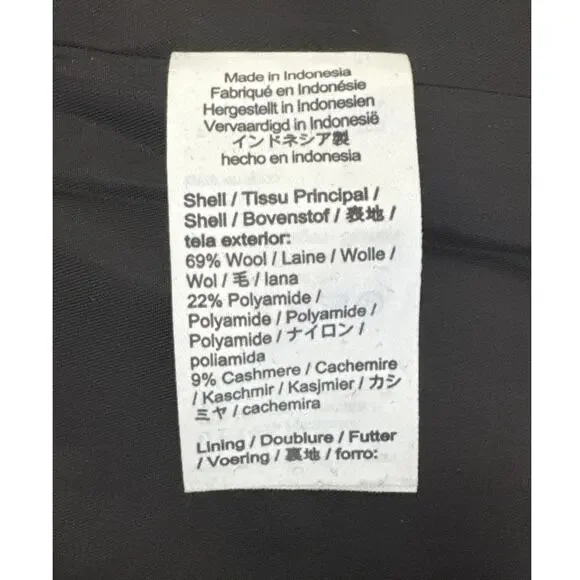 Made in Indonesia
Fabriqué en Indonésie
Hergestellt in Indonesien
Vervaardigd in Indonesië
インドネシア製
hecho en indonesia
Shell / Tissu Principal /
Shell / Bovenstof / 表地 /
tela exterior:
69% Wool / Laine / Wolle /
Wol / 毛 / lana
22% Polyamide /
Polyamide / Polyamide /
Polyamide / ナイロン /
poliamida
9% Cashmere / Cachemire
/ Kaschmir / Kasjmier / カシ
ミヤ / cachemira
Lining / Doublure / Futter
/ Voering / 裏地 / forro: